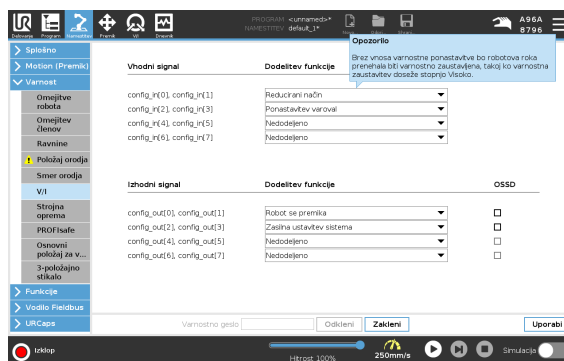 Delovanje
Program
Namestitev
Premik
V/I
Dnevnik
PROGRAM <unnamed>*
NAMESTITEV default_1*
A96A
8796
Opozorilo
Brez vnosa varnostne ponastavitve bo robotova roka
prenehala biti varnostno zaustavljena, takoj ko varnostna
zaustavitev doseže stopnjo Visoko.
Splošno
Motion (Premik)
Varnost
Omejitve
robota
Omejitev
členov
Ravnine
Položaj orodja
Smer orodja
V/I
Strojna
oprema
PROFIsafe
Osnovni
položaj za v...
3-položajno
stikalo
Funkcije
Vodilo Fieldbus
URCaps
Vhodni signal
Dodelitev funkcije
config_in[0], config_in[1]
Reducirani način
config_in[2], config_in[3]
Ponastavitev varoval
config_in[4], config_in[5]
Nedodeljeno
config_in[6], config_in[7]
Nedodeljeno
Izhodni signal
Dodelitev funkcije
OSSD
config_out[0], config_out[1]
Robot se premika
config_out[2], config_out[3]
Zasilna ustavitev sistema
config_out[4], config_out[5]
Nedodeljeno
config_out[6], config_out[7]
Nedodeljeno
Varnostno geslo
Odkleni
Zakleni
Uporabi
Izklop
Hitrost 100%
250mm/s
Simulacija